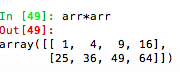 In [49]: arr*arr
Out[49]:
array([[ 1,  4,  9, 16],
       [25, 36, 49, 64]])